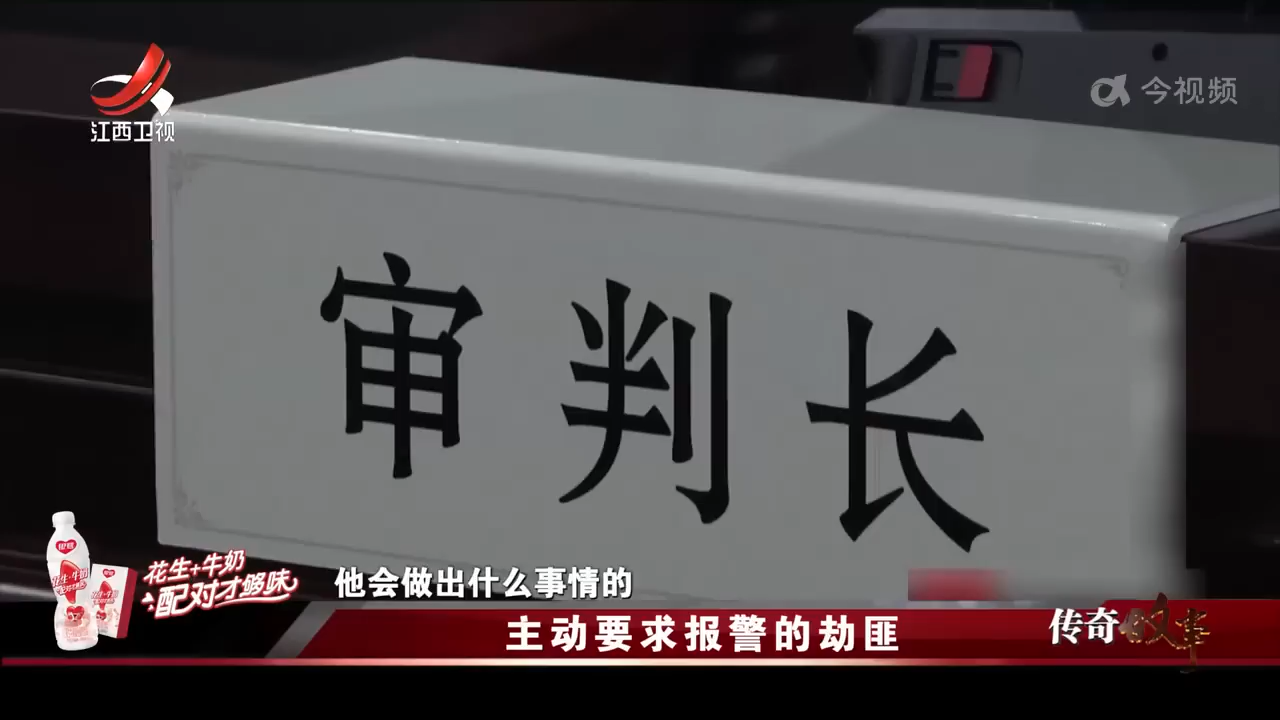 江西卫视
今视频
审判长
花生+牛奶
配对才够味
他会做出什么事情的
主动要求报警的劫匪
传奇故事